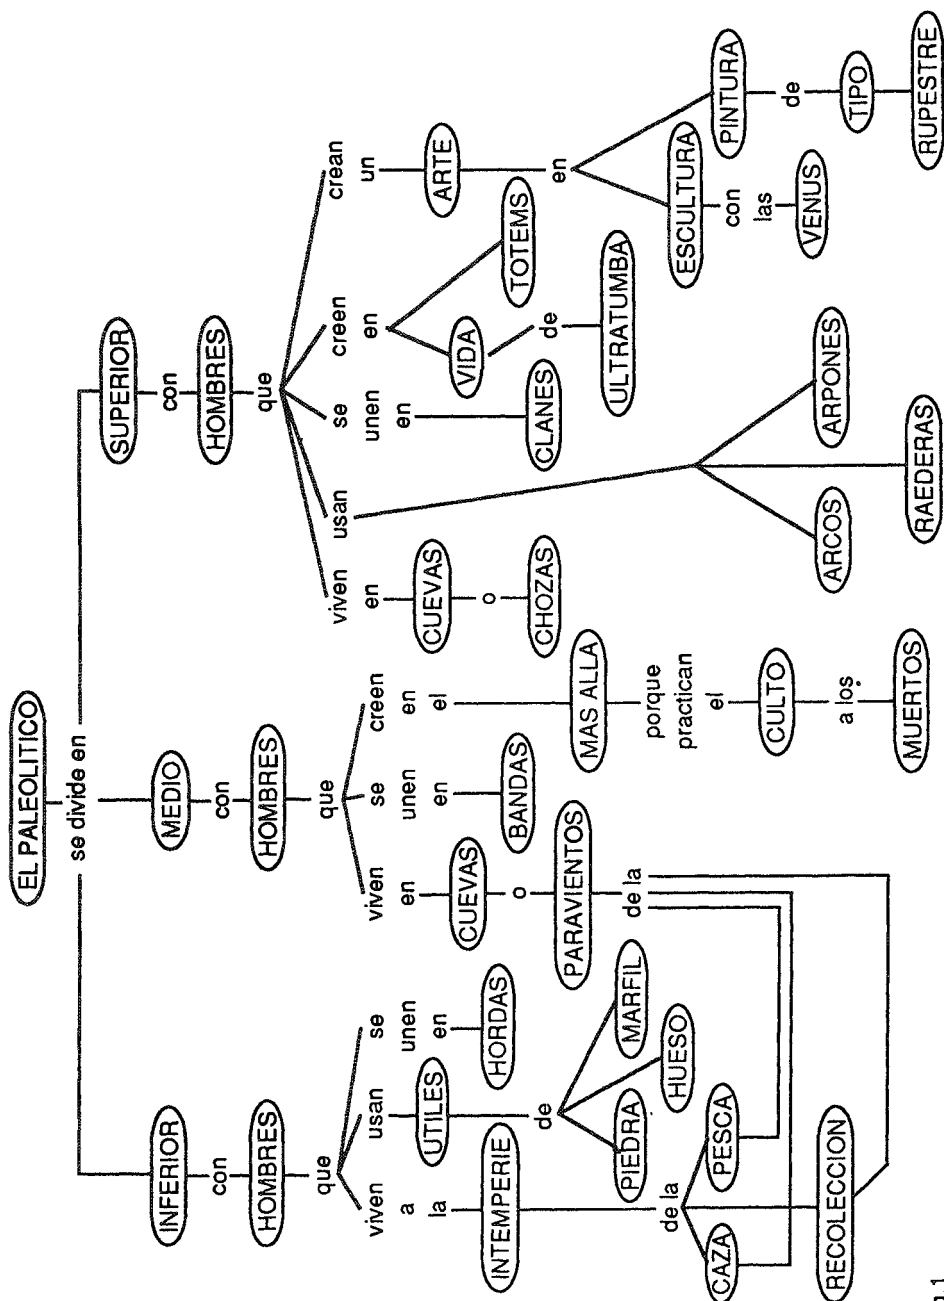 EL PALEOLITICO
se divide en
INFERIOR
con
HOMBRES
que
viven
a
la
INTEMPERIE
de la
CAZA
PESCA
RECOLECCION
usan
UTILES
de
PIEDRA
HUESO
MARFIL
se
unen
en
HORDAS
MEDIO
con
HOMBRES
que
viven
en
CUEVAS
o
PARAVIENTOS
de la
se
unen
en
BANDAS
creen
en
el
MAS ALLA
porque
practican
el
CULTO
a los
MUERTOS
SUPERIOR
con
HOMBRES
que
viven
en
CUEVAS
o
CHOZAS
usan
ARCOS
RAEDERAS
ARPONES
se
unen
en
CLANES
creen
en
VIDA
de
ULTRATUMBA
TOTEMS
crean
un
ARTE
en
ESCULTURA
con
las
VENUS
PINTURA
de
TIPO
RUPESTRE